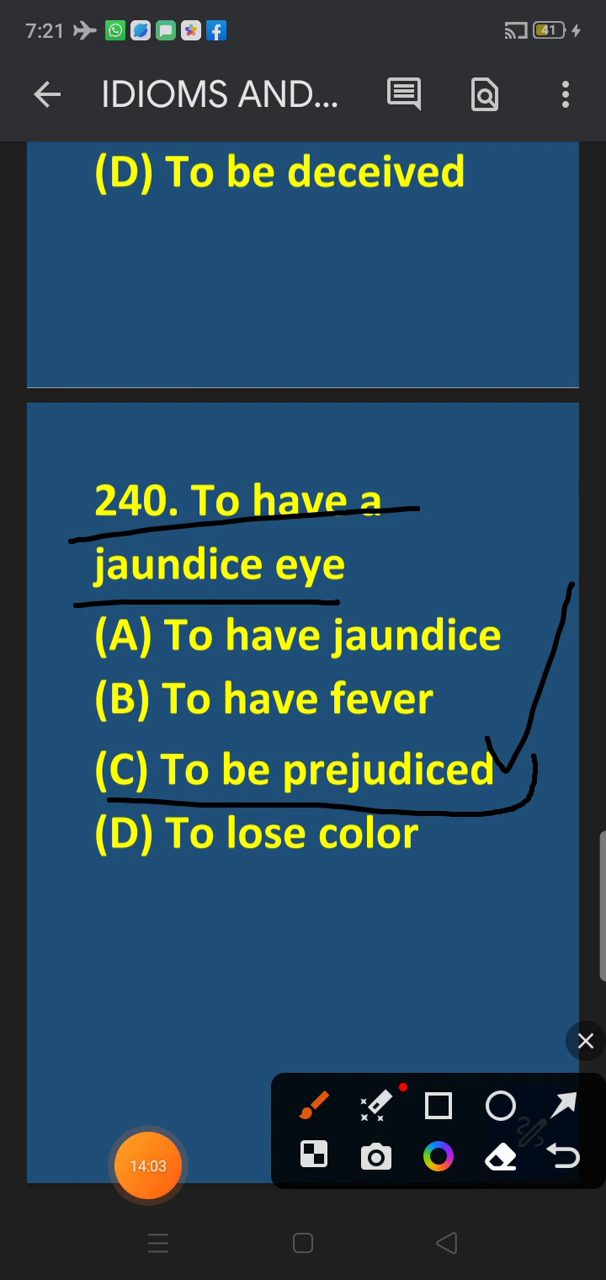 7:21
41
IDIOMS AND...
(D) To be deceived
240. To have a
jaundice eye
(A) To have jaundice
(B) To have fever
(C) To be prejudiced
(D) To lose color
14:03